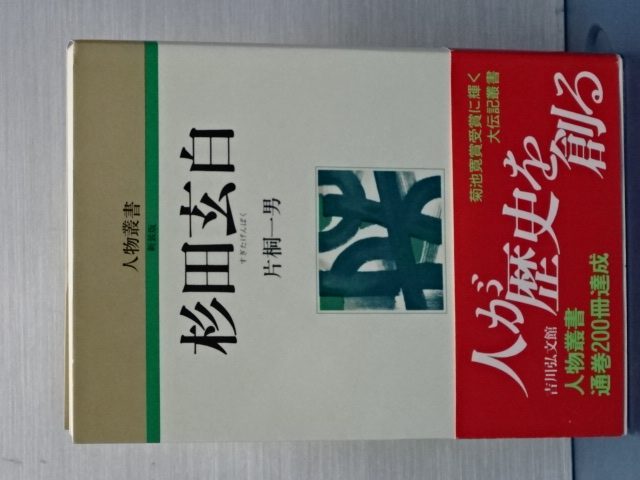 人物叢書
新装版
杉田玄白
すぎたげんぱく
片桐一男
菊池寛賞受賞に輝く
大伝記叢書
人が歴史を創る
吉川弘文館
人物叢書
通巻200冊達成